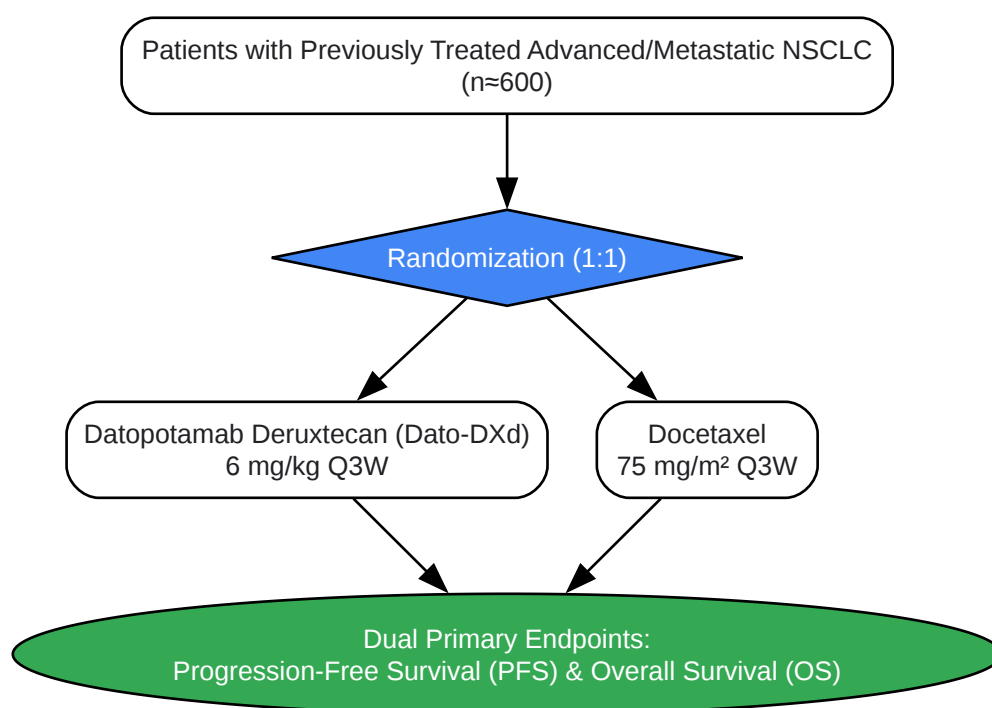 Patients with Previously Treated Advanced/Metastatic NSCLC
(n≈600)
Randomization (1:1)
Datopotamab Deruxtecan (Dato-DXd)
6 mg/kg Q3W
Docetaxel
75 mg/m² Q3W
Dual Primary Endpoints:
Progression-Free Survival (PFS) & Overall Survival (OS)